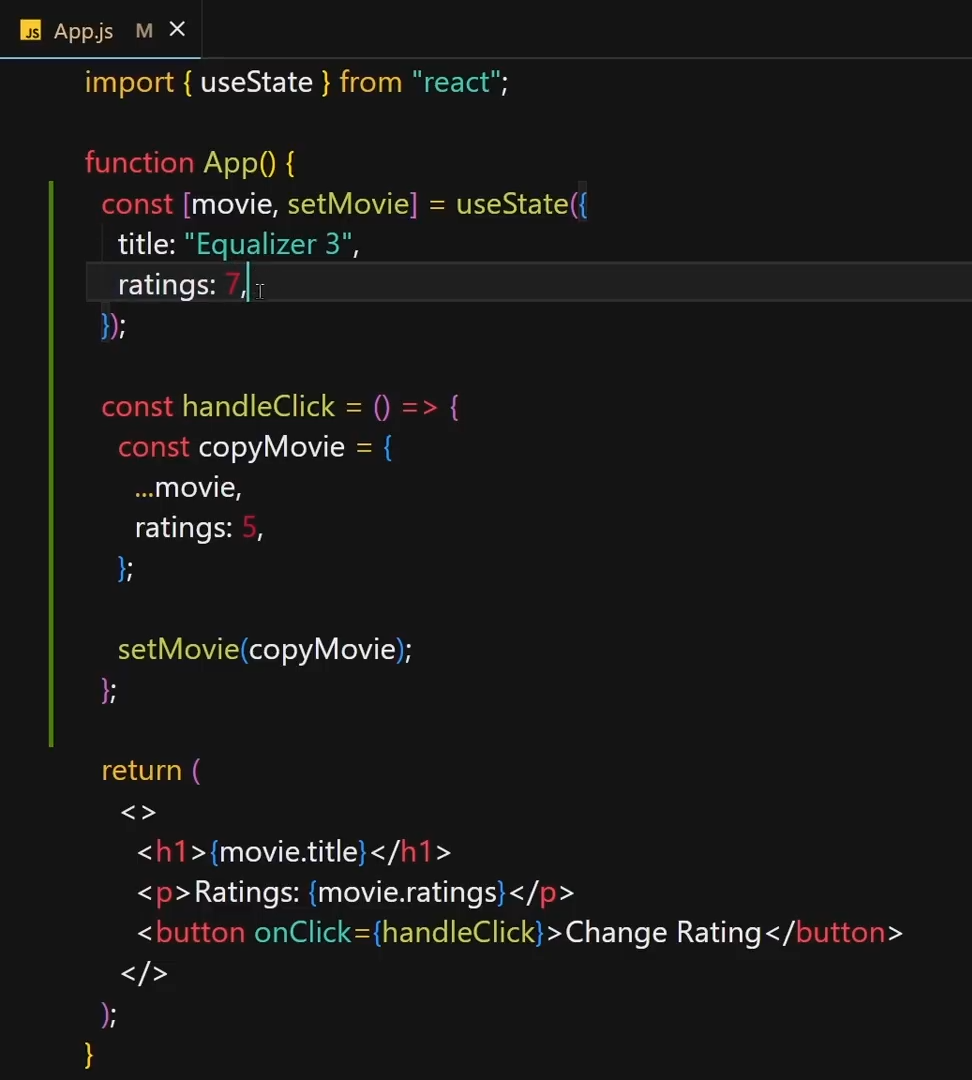 JS App.js M
import { useState } from "react";
function App() {
const [movie, setMovie] = useState({
title: "Equalizer 3",
ratings: 7,
});
const handleClick = () => {
const copyMovie = {
...movie,
ratings: 5,
};
setMovie(copyMovie);
};
return (
<>
<h1>{movie.title}</h1>
<p>Ratings: {movie.ratings}</p>
<button onClick={handleClick}>Change Rating</button>
</>
);
}